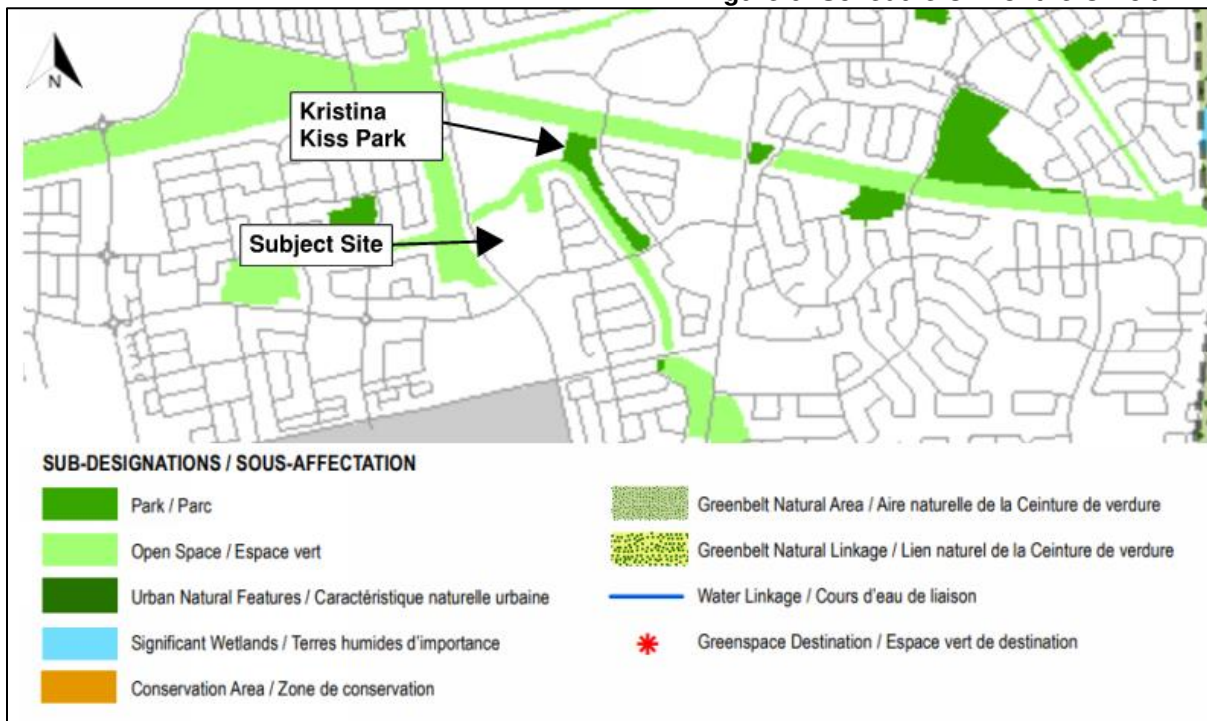 N
Kristina
Kiss Park
Subject Site
SUB-DESIGNATIONS / SOUS-AFFECTATION
Park / Parc
Open Space / Espace vert
Urban Natural Features / Caractéristique naturelle urbaine
Significant Wetlands / Terres humides d'importance
Conservation Area / Zone de conservation
Greenbelt Natural Area / Aire naturelle de la Ceinture de verdure
Greenbelt Natural Linkage / Lien naturel de la Ceinture de verdure
Water Linkage / Cours d'eau de liaison
Greenspace Destination / Espace vert de destination